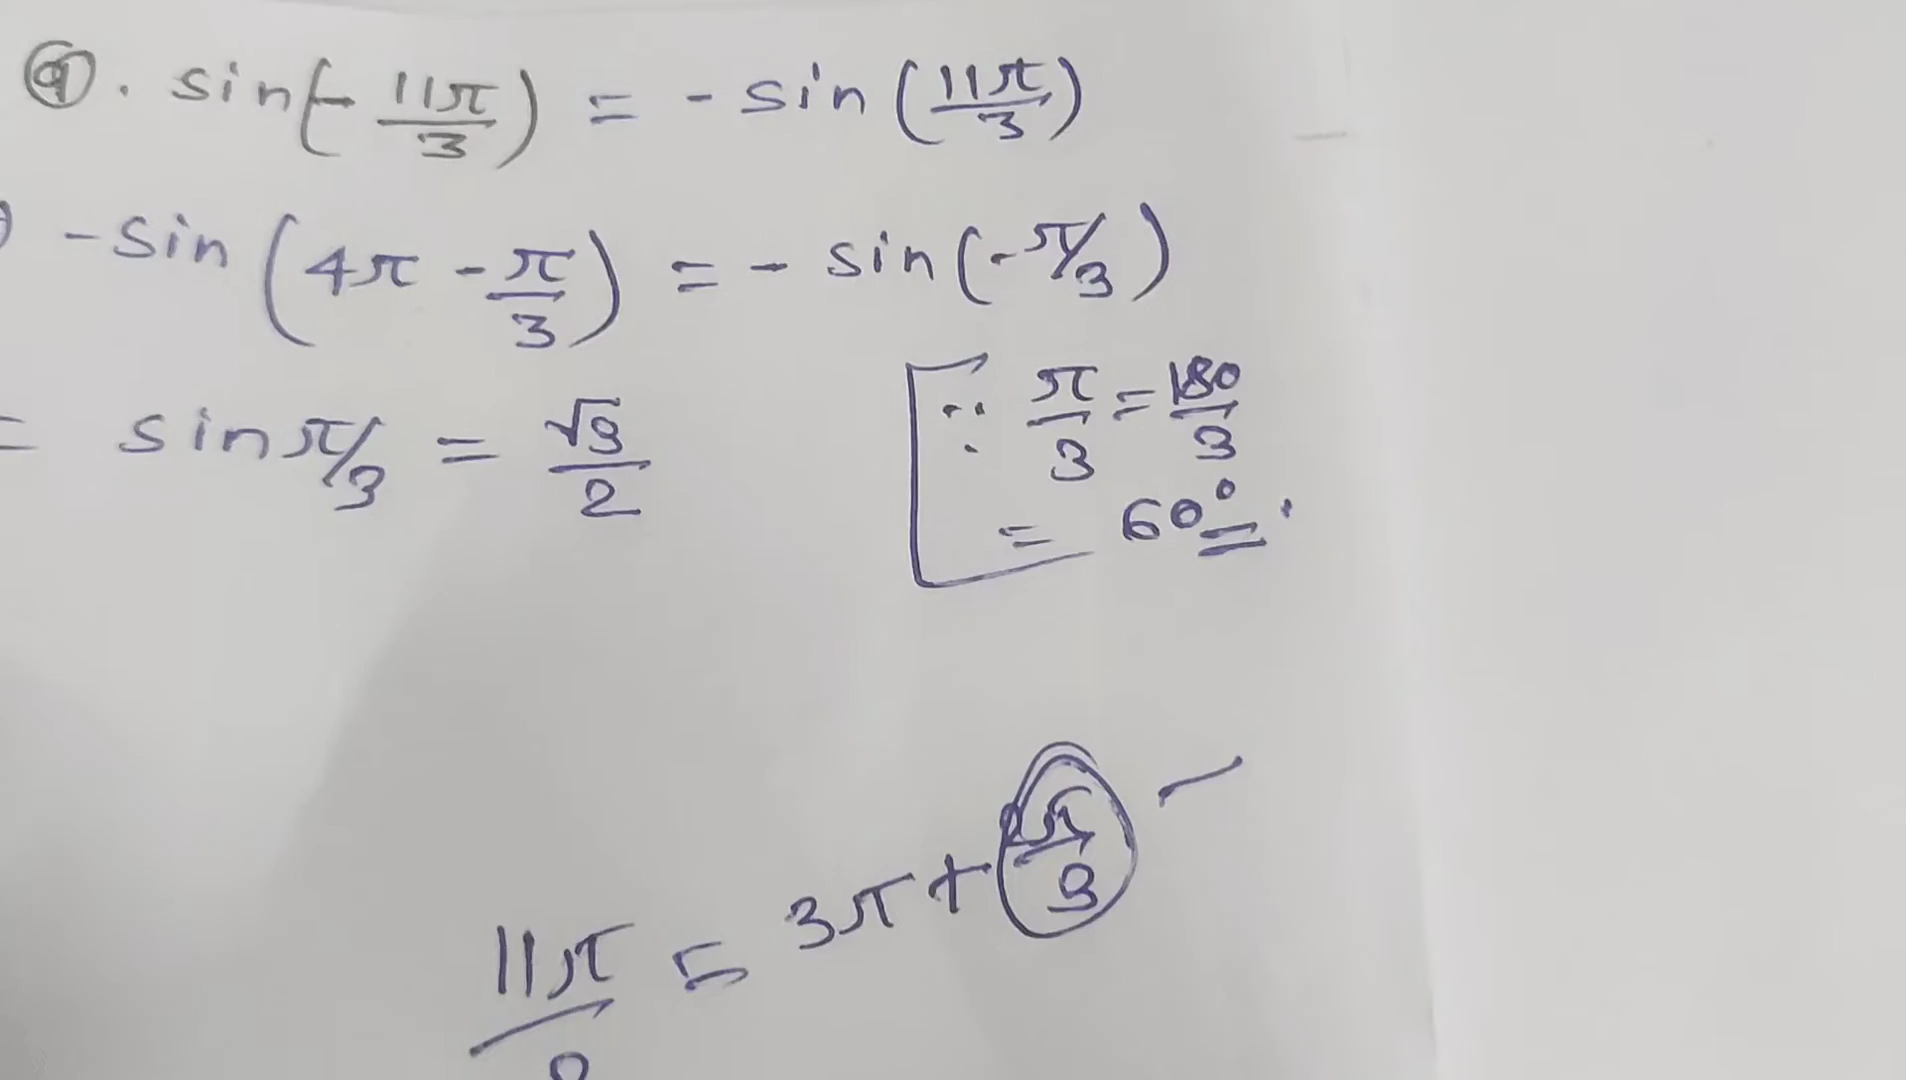 ⑨. sin(-11π/3) = - sin(11π/3)
-sin(4π - π/3) = - sin(-π/3)
= sin π/3 = √3/2
[∵ π/3 = 180/3
= 60°.
11π/3 = 3π + 2π/3 -